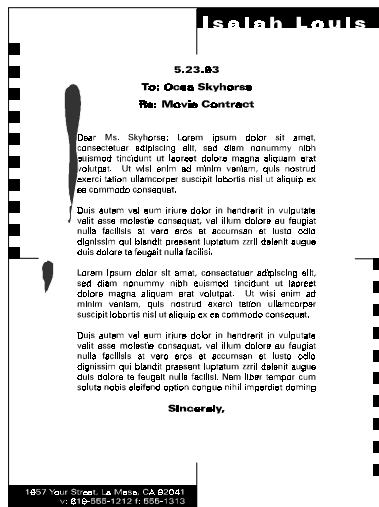 Isaiah Louis
5.23.03
To: Ocea Skyhorse
Re: Movie Contract
Dear Ms. Skyhorse: Lorem ipsum dolor sit amet,
consectetuer adipiscing elit, sed diam nonummy nibh
euismod tincidunt ut laoreet dolore magna aliquam erat
volutpat. Ut wisi enim ad minim veniam, quis nostrud
exerci tation ullamcorper suscipit lobortis nisl ut aliquip ex
ea commodo consequat.
Duis autem vel eum iriure dolor in hendrerit in vulputate
velit esse molestie consequat, vel illum dolore eu feugiat
nulla facilisis at vero eros et accumsan et iusto odio
dignissim qui blandit praesent luptatum zzril delenit augue
duis dolore te feugait nulla facilisi.
Lorem ipsum dolor sit amet, consectetuer adipiscing elit,
sed diam nonummy nibh euismod tincidunt ut laoreet
dolore magna aliquam erat volutpat. Ut wisi enim ad
minim veniam, quis nostrud exerci tation ullamcorper
suscipit lobortis nisl ut aliquip ex ea commodo consequat.
Duis autem vel eum iriure dolor in hendrerit in vulputate
velit esse molestie consequat, vel illum dolore eu feugiat
nulla facilisis at vero eros et accumsan et iusto odio
dignissim qui blandit praesent luptatum zzril delenit augue
duis dolore te feugait nulla facilisi. Nam liber tempor cum
soluta nobis eleifend option congue nihil imperdiet doming
Sincerely,
1957 Your Street, La Mesa, CA 92041
v: 619-555-1212 f: 555-1313